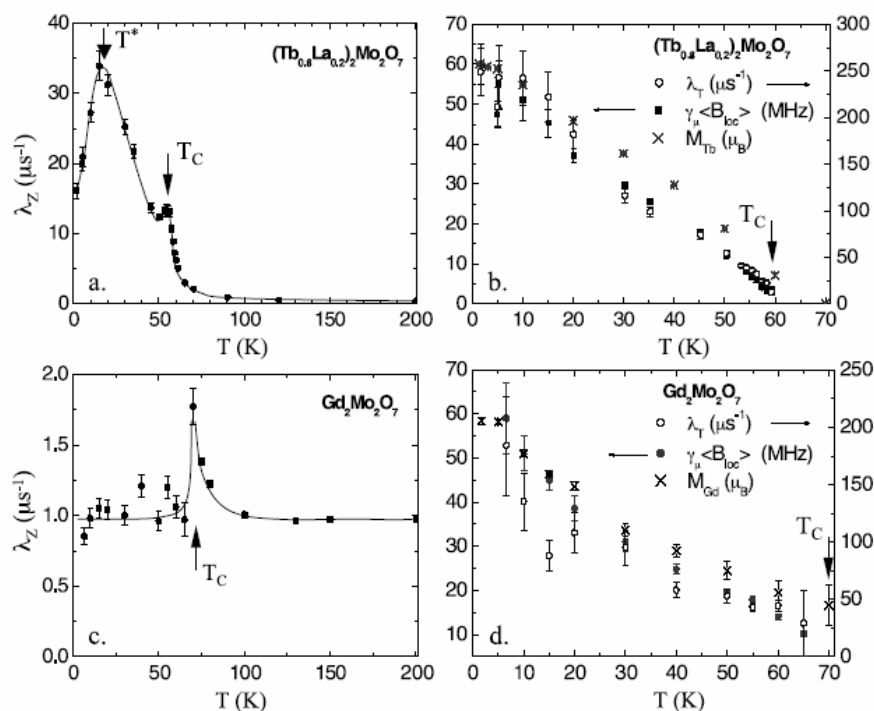 T*
(Tb0.8La0.2)2Mo2O7
TC
λZ (μs-1)
40
35
30
20
10
0
a.
0 50 100 150 200
T (K)
(Tb0.8La0.2)2Mo2O7
λT (μs-1)
γμ <Bloc> (MHz)
MTb (μB)
TC
70
60
50
40
30
20
10
0
300
250
200
150
100
50
0
b.
0 10 20 30 40 50 60 70
T (K)
Gd2Mo2O7
TC
λZ (μs-1)
2.0
1.5
1.0
0.5
0.0
c.
0 50 100 150 200
T (K)
Gd2Mo2O7
λT (μs-1)
γμ <Bloc> (MHz)
MGd (μB)
TC
70
60
50
40
30
20
10
250
200
150
100
50
0
d.
0 10 20 30 40 50 60 70
T (K)